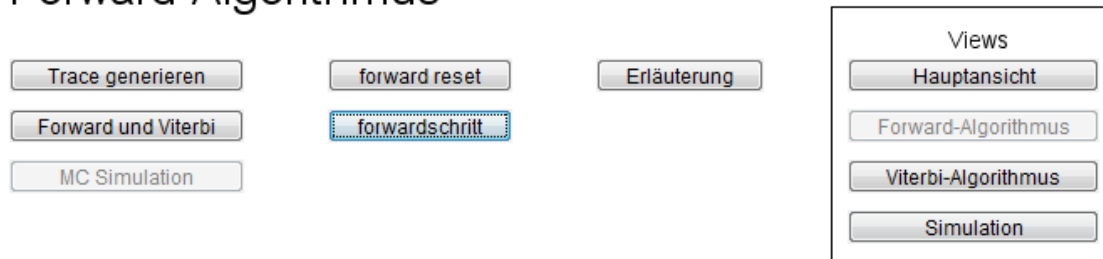 Forward-Algorithmus
Trace generieren
forward reset
Erläuterung
Forward und Viterbi
forwardschritt
MC Simulation
Views
Hauptansicht
Forward-Algorithmus
Viterbi-Algorithmus
Simulation